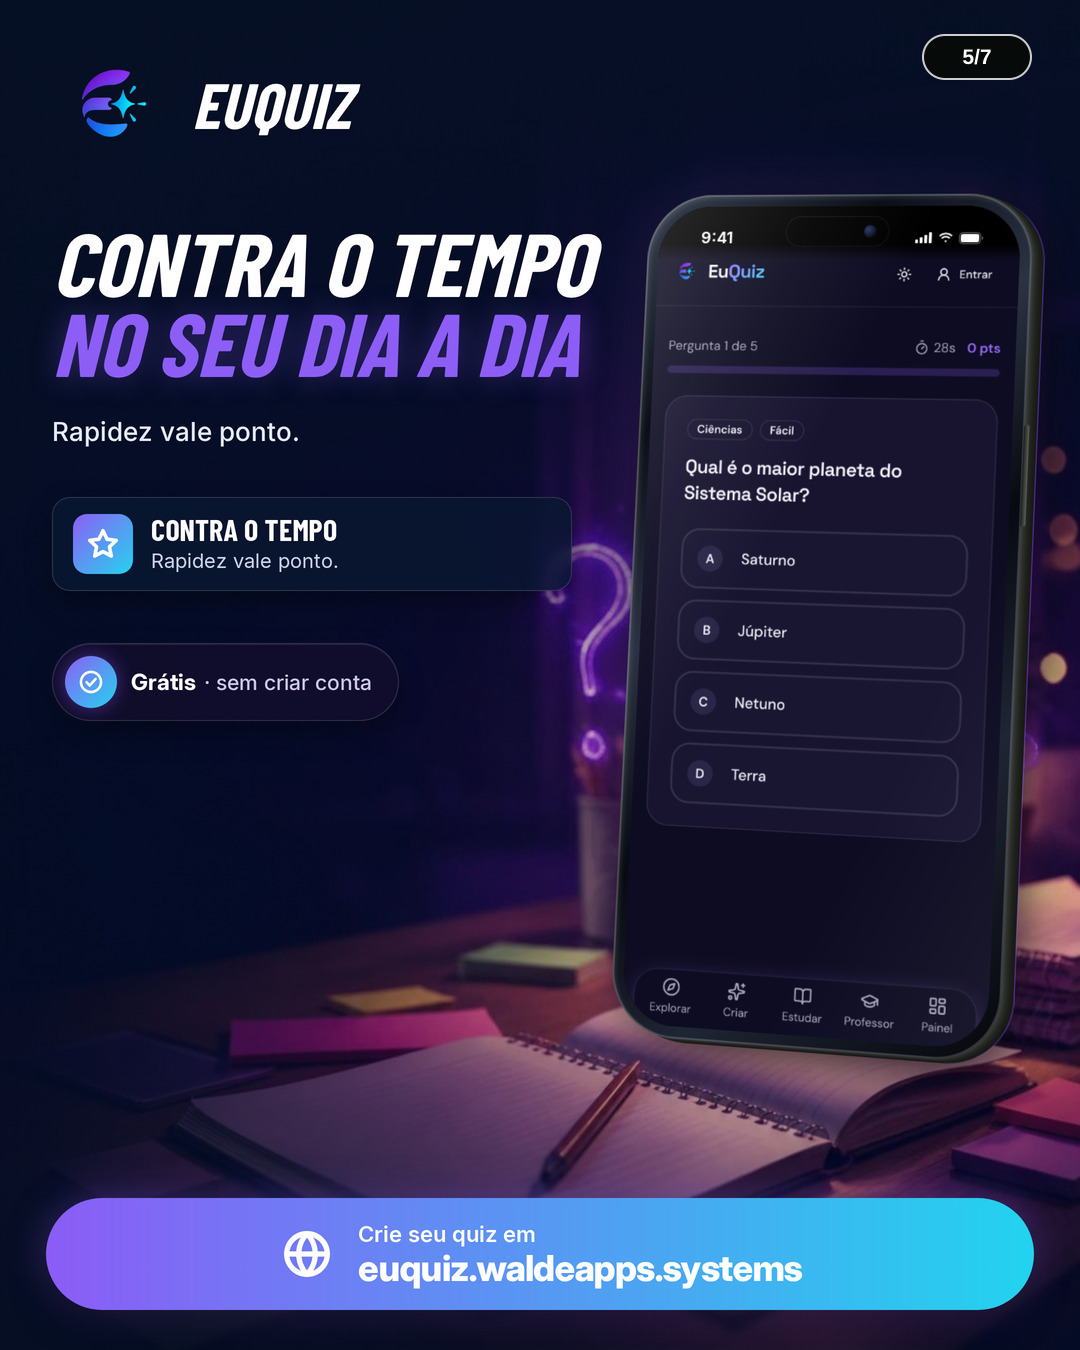 5/7
EUQUIZ
CONTRA O TEMPO
NO SEU DIA A DIA
Rapidez vale ponto.
CONTRA O TEMPO
Rapidez vale ponto.
Grátis · sem criar conta
9:41
EuQuiz
Entrar
Pergunta 1 de 5
28s 0 pts
Ciências Fácil
Qual é o maior planeta do
Sistema Solar?
A Saturno
B Júpiter
C Netuno
D Terra
Explorar Criar Estudar Professor Painel
Crie seu quiz em
euquiz.waldeapps.systems